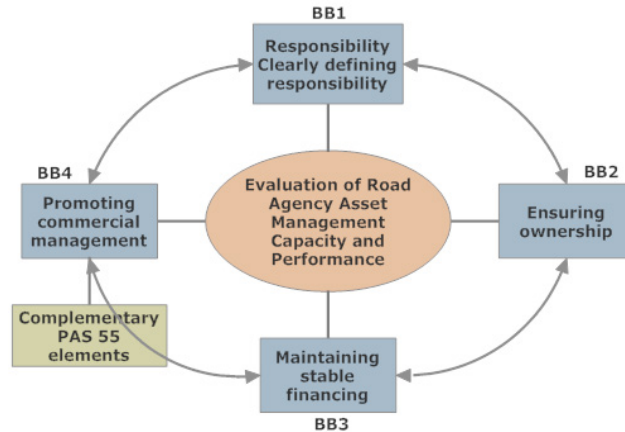 BB1
Responsibility
Clearly defining
responsibility
BB4
Promoting
commercial
management
Evaluation of Road
Agency Asset
Management
Capacity and
Performance
BB2
Ensuring
ownership
Complementary
PAS 55
elements
Maintaining
stable
financing
BB3